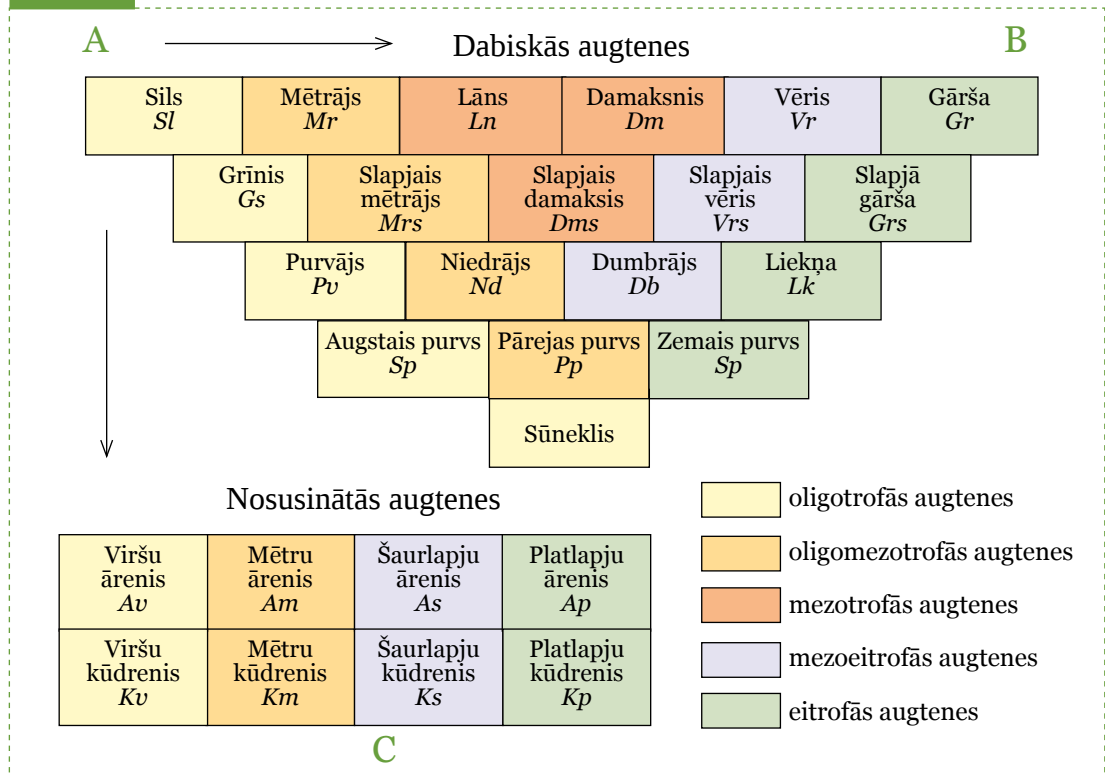 A
Dabiskās augtenes
B
Sils
Sl
Mētrājs
Mr
Lāns
Ln
Damaksnis
Dm
Vēris
Vr
Gārša
Gr
Grīnis
Gs
Slapjais
mētrājs
Mrs
Slapjais
damaksis
Dms
Slapjais
vēris
Vrs
Slapjā
gārša
Grs
Purvājs
Pv
Niedrājs
Nd
Dumbrājs
Db
Liekņa
Lk
Augstais purvs
Sp
Pārejas purvs
Pp
Zemais purvs
Sp
Sūneklis
Nosusinātās augtenes
Viršu
ārenis
Av
Mētru
ārenis
Am
Šaurlapju
ārenis
As
Platlapju
ārenis
Ap
Viršu
kūdrenis
Kv
Mētru
kūdrenis
Km
Šaurlapju
kūdrenis
Ks
Platlapju
kūdrenis
Kp
C
oligotrofās augtenes
oligomezotrofās augtenes
mezotrofās augtenes
mezoeitrofās augtenes
eitrofās augtenes